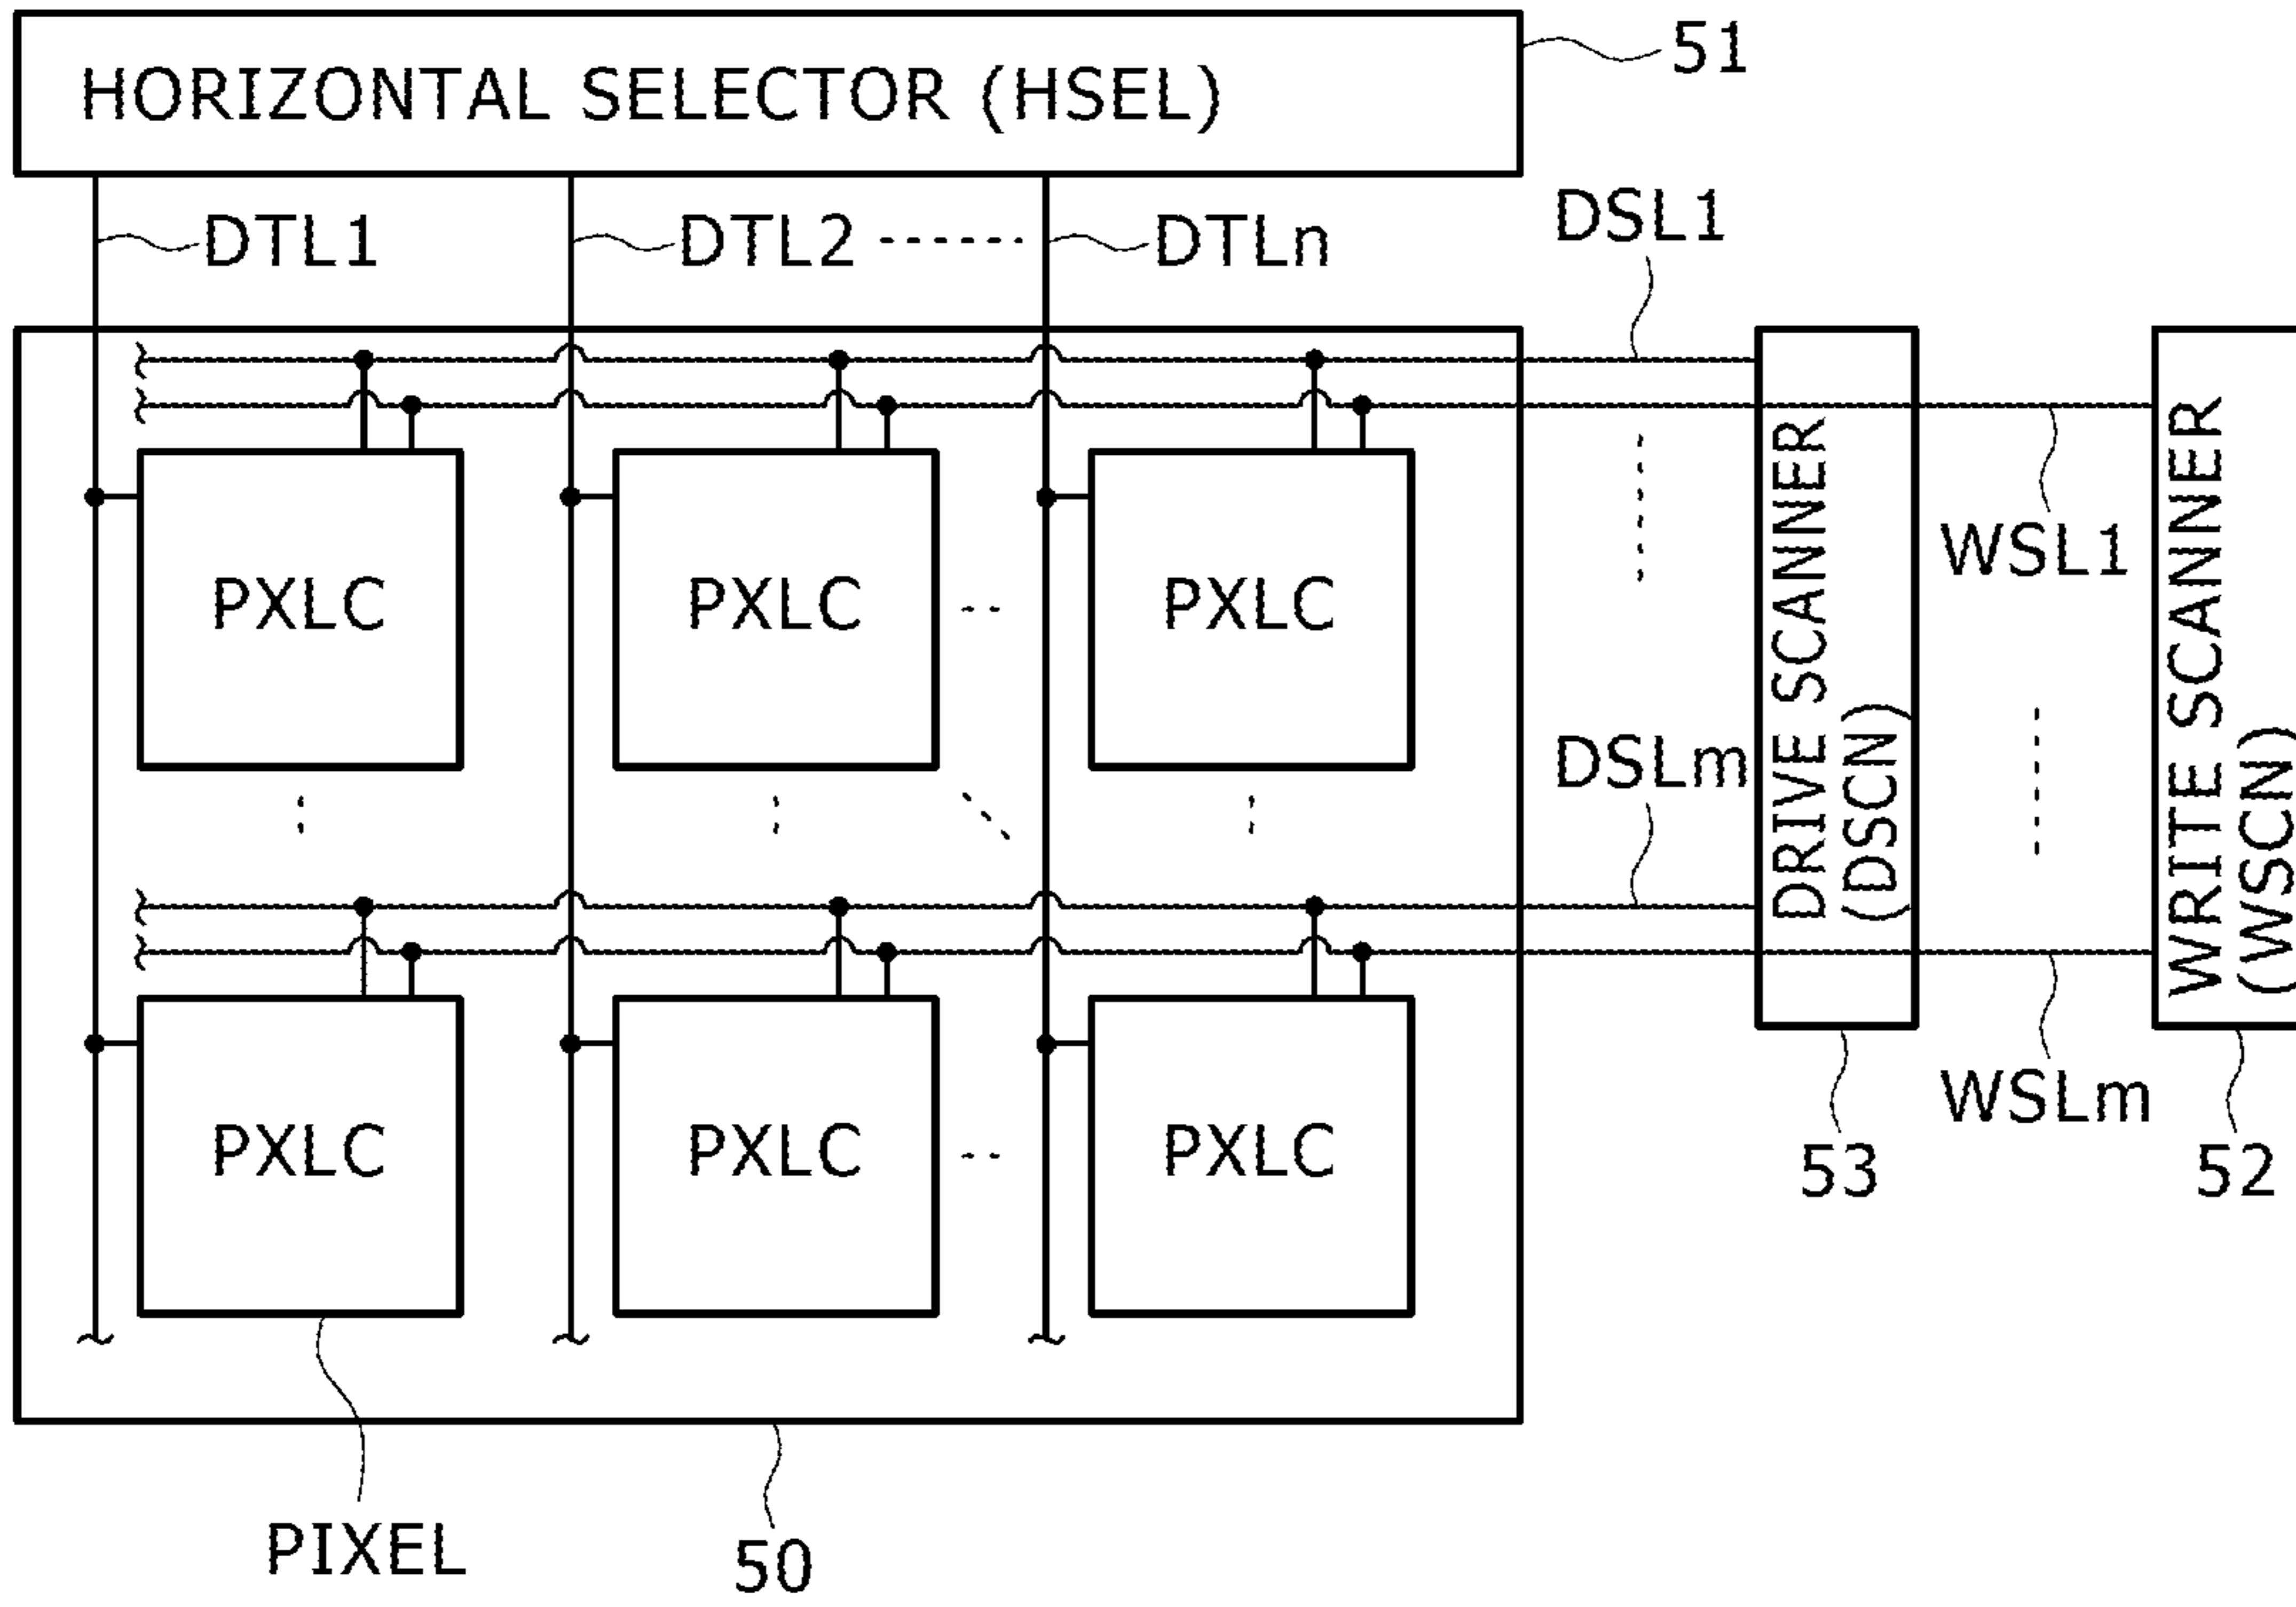 HORIZONTAL SELECTOR (HSEL)
51
DTL1
DTL2
DTLn
DSL1
PXLC
PXLC
PXLC
DSLm
DRIVE SCANNER
(DSCN)
WSL1
WRITE SCANNER
(WSCN)
PXLC
PXLC
PXLC
WSLm
53
52
PIXEL
50